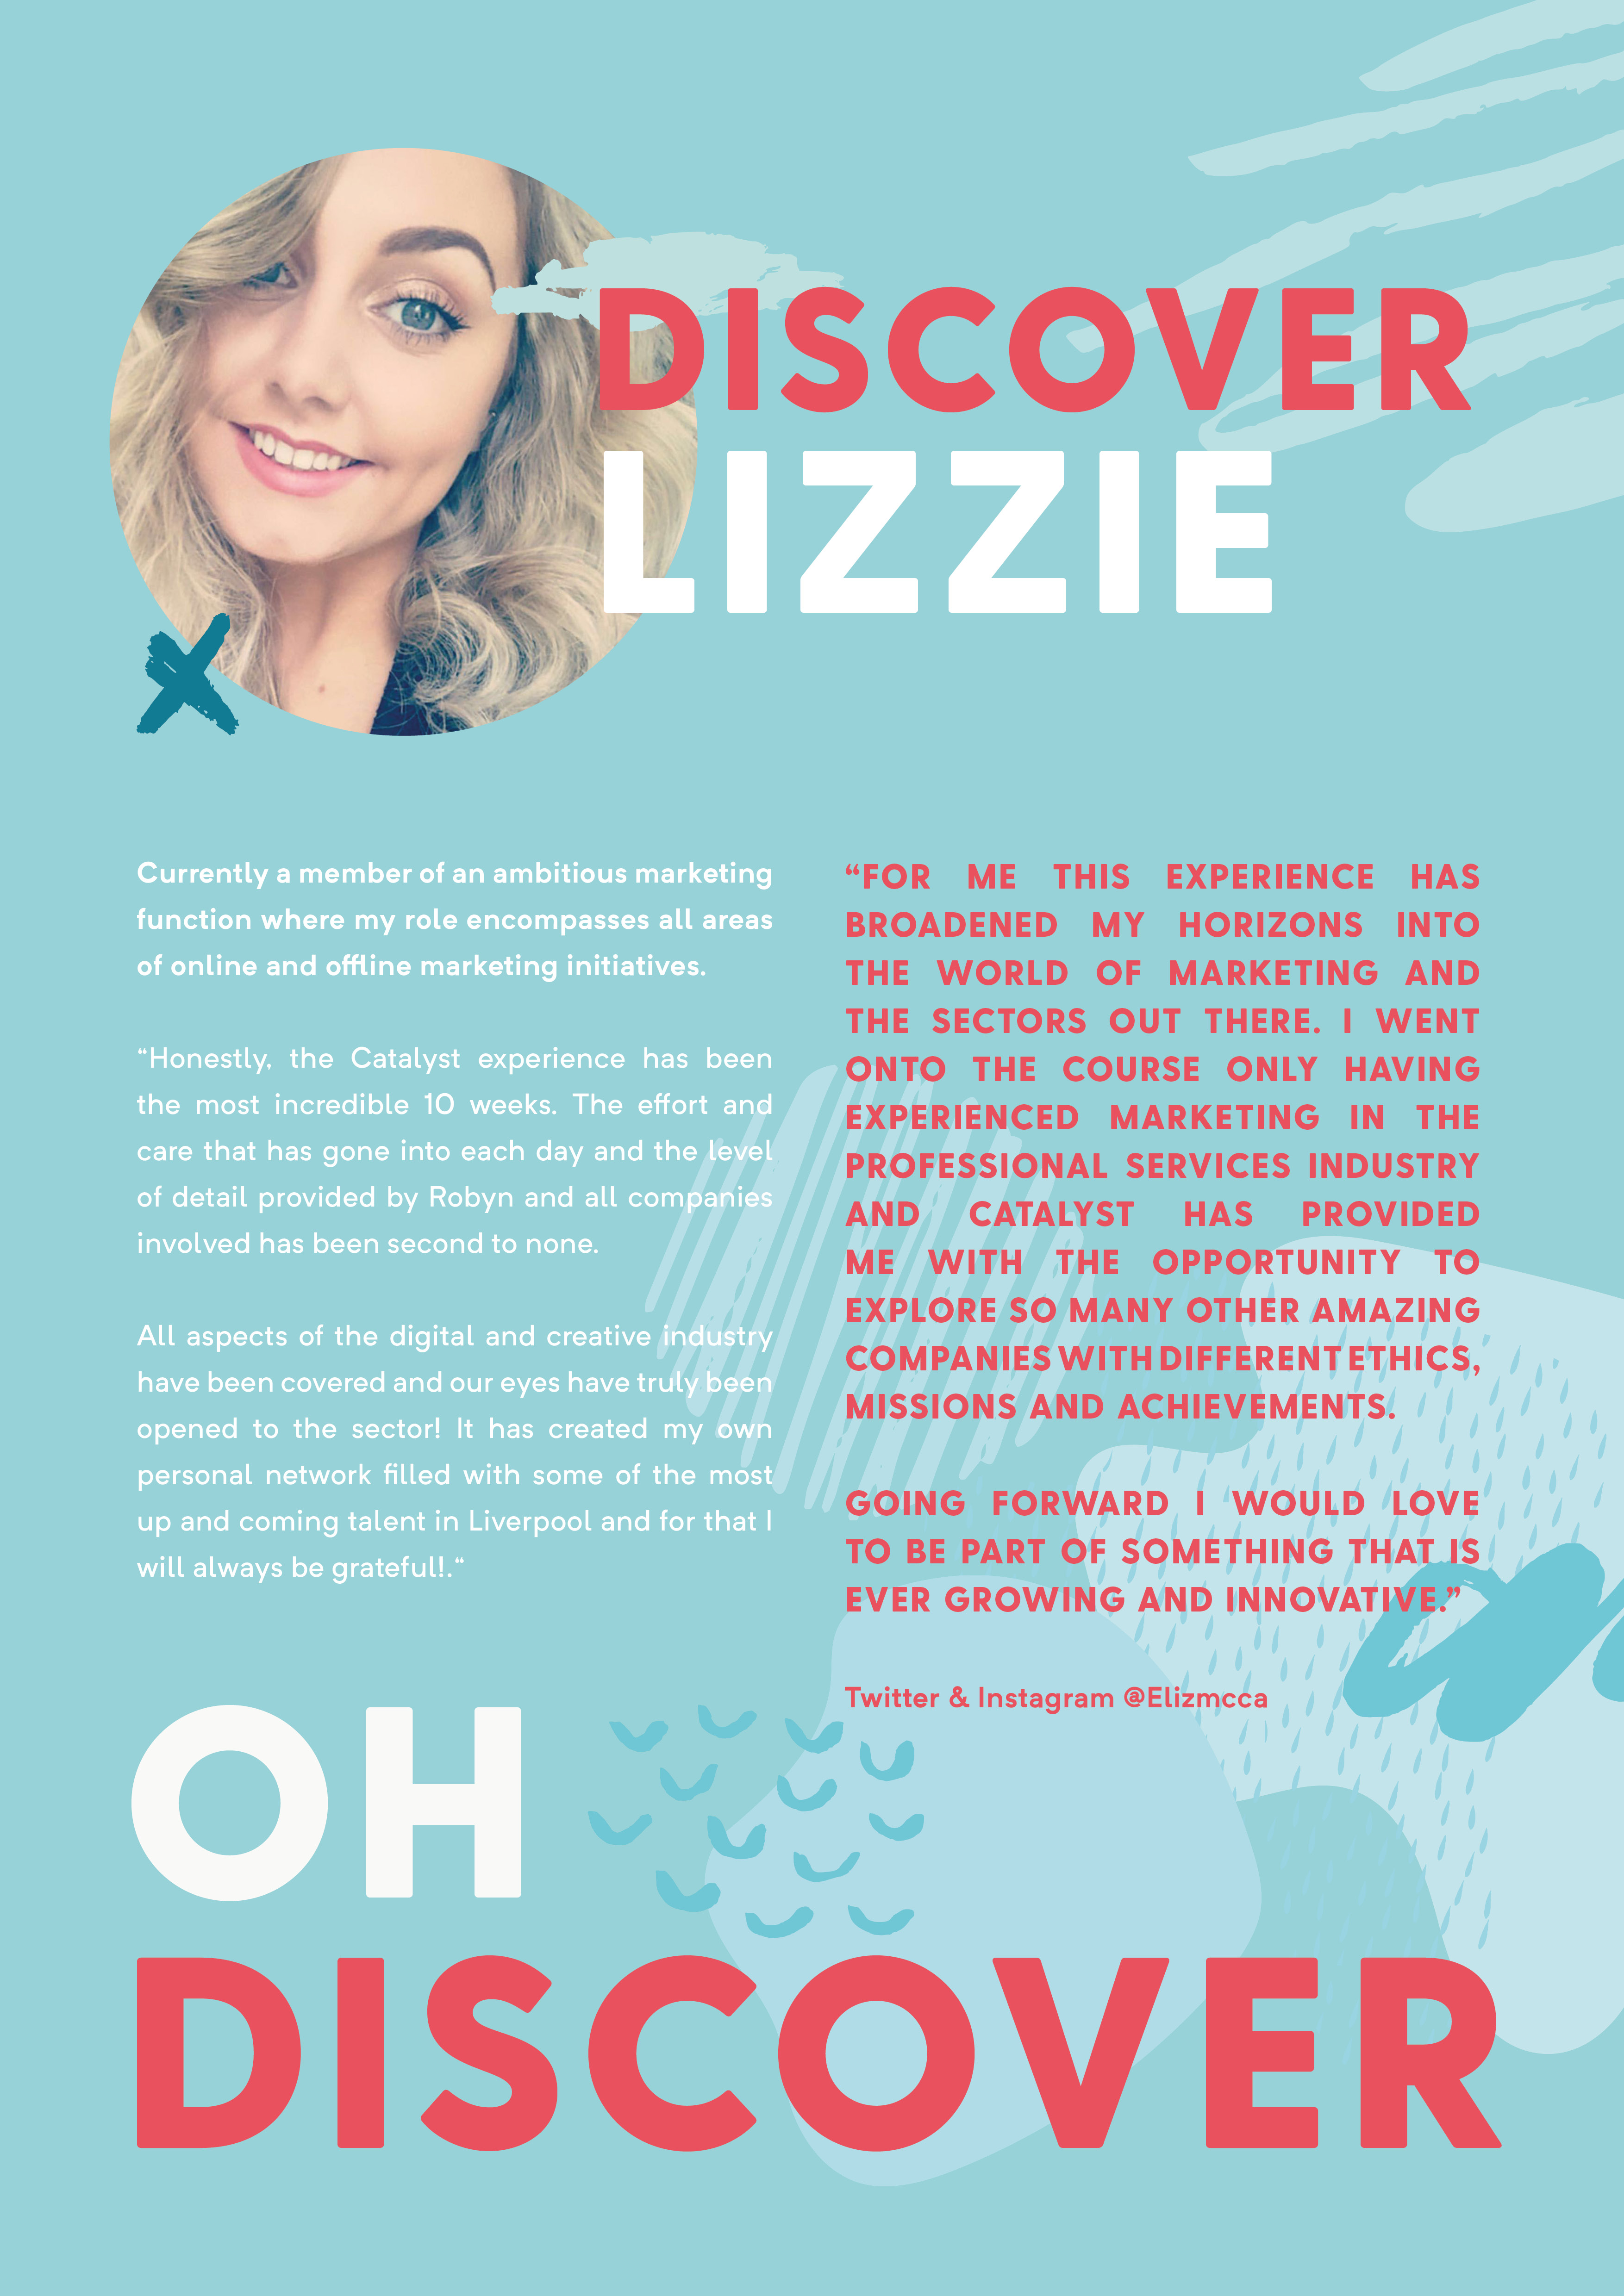 DISCOVER
LIZZIE
Currently a member of an ambitious marketing
function where my role encompasses all areas
of online and offline marketing initiatives.
“Honestly, the Catalyst experience has been
the most incredible 10 weeks. The effort and
care that has gone into each day and the level
of detail provided by Robyn and all companies
involved has been second to none.
All aspects of the digital and creative industry
have been covered and our eyes have truly been
opened to the sector! It has created my own
personal network filled with some of the most
up and coming talent in Liverpool and for that I
will always be grateful!.“
“FOR ME THIS EXPERIENCE HAS
BROADENED MY HORIZONS INTO
THE WORLD OF MARKETING AND
THE SECTORS OUT THERE. I WENT
ONTO THE COURSE ONLY HAVING
EXPERIENCED MARKETING IN THE
PROFESSIONAL SERVICES INDUSTRY
AND CATALYST HAS PROVIDED
ME WITH THE OPPORTUNITY TO
EXPLORE SO MANY OTHER AMAZING
COMPANIES WITH DIFFERENT ETHICS,
MISSIONS AND ACHIEVEMENTS.
GOING FORWARD I WOULD LOVE
TO BE PART OF SOMETHING THAT IS
EVER GROWING AND INNOVATIVE.”
Twitter & Instagram @Elizmcca
OH
DISCOVER